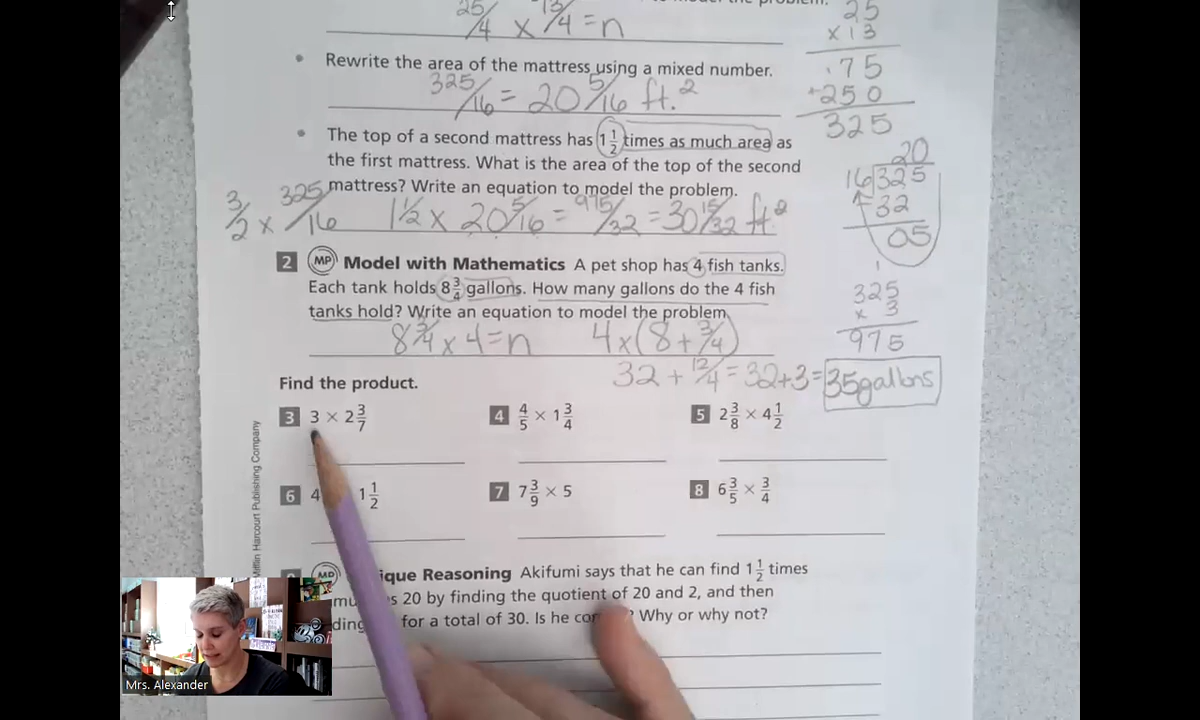 25/4 × 13/4 = n
25
× 13
75
+250
325
• Rewrite the area of the mattress using a mixed number.
325/16 = 20 5/16 ft.²
• The top of a second mattress has 1 1/2 times as much area as
the first mattress. What is the area of the top of the second
mattress? Write an equation to model the problem.
3/2 × 325/16 1 1/2 × 20 5/16 = 975/32 = 30 15/32 ft²
20
16 325
32
05
2 MP Model with Mathematics A pet shop has 4 fish tanks.
Each tank holds 8 3/4 gallons. How many gallons do the 4 fish
tanks hold? Write an equation to model the problem.
8 3/4 × 4 = n 4 × (8 + 3/4)
32 + 12/4 = 32+3 = 35 gallons
1
325
× 3
975
Find the product.
3 3 × 2 3/7
4 4/5 × 1 3/4
5 2 3/8 × 4 1/2
6 4 1 1/2
7 7 3/9 × 5
8 6 3/5 × 3/4
MP ique Reasoning Akifumi says that he can find 1 1/2 times
20 by finding the quotient of 20 and 2, and then
for a total of 30. Is he Why or why not?
Mifflin Harcourt Publishing Company
Mrs. Alexander